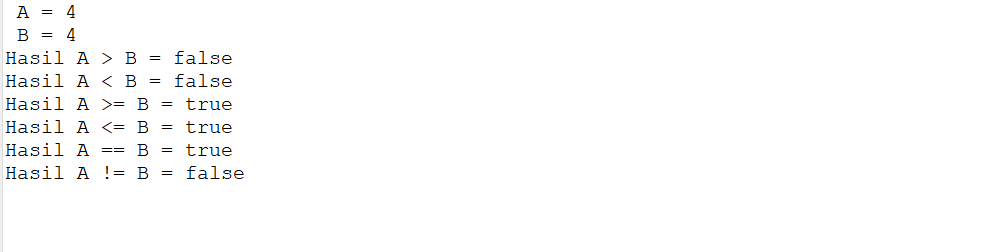 A = 4
B = 4
Hasil A > B = false
Hasil A < B = false
Hasil A >= B = true
Hasil A <= B = true
Hasil A == B = true
Hasil A != B = false